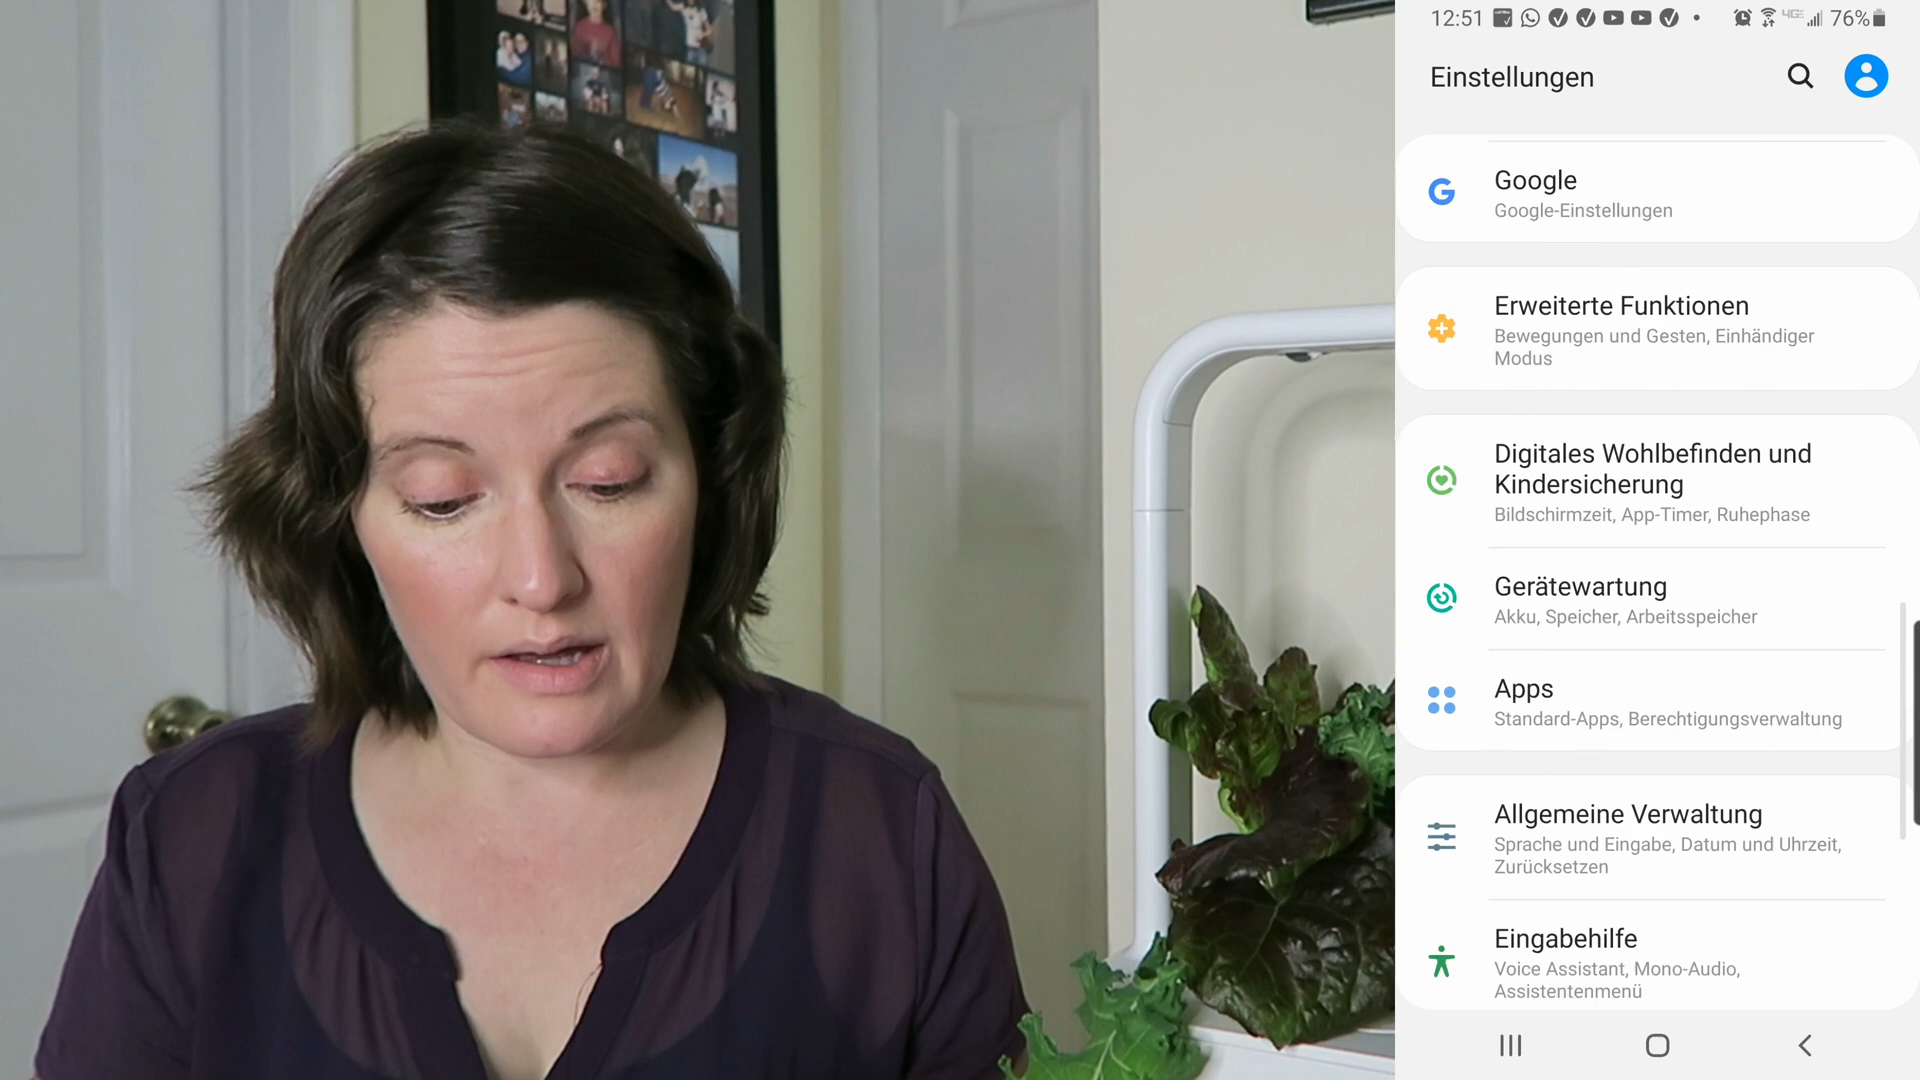 12:51 76%
Einstellungen
Google
Google-Einstellungen
Erweiterte Funktionen
Bewegungen und Gesten, Einhändiger
Modus
Digitales Wohlbefinden und
Kindersicherung
Bildschirmzeit, App-Timer, Ruhephase
Gerätewartung
Akku, Speicher, Arbeitsspeicher
Apps
Standard-Apps, Berechtigungsverwaltung
Allgemeine Verwaltung
Sprache und Eingabe, Datum und Uhrzeit,
Zurücksetzen
Eingabehilfe
Voice Assistant, Mono-Audio,
Assistentenmenü